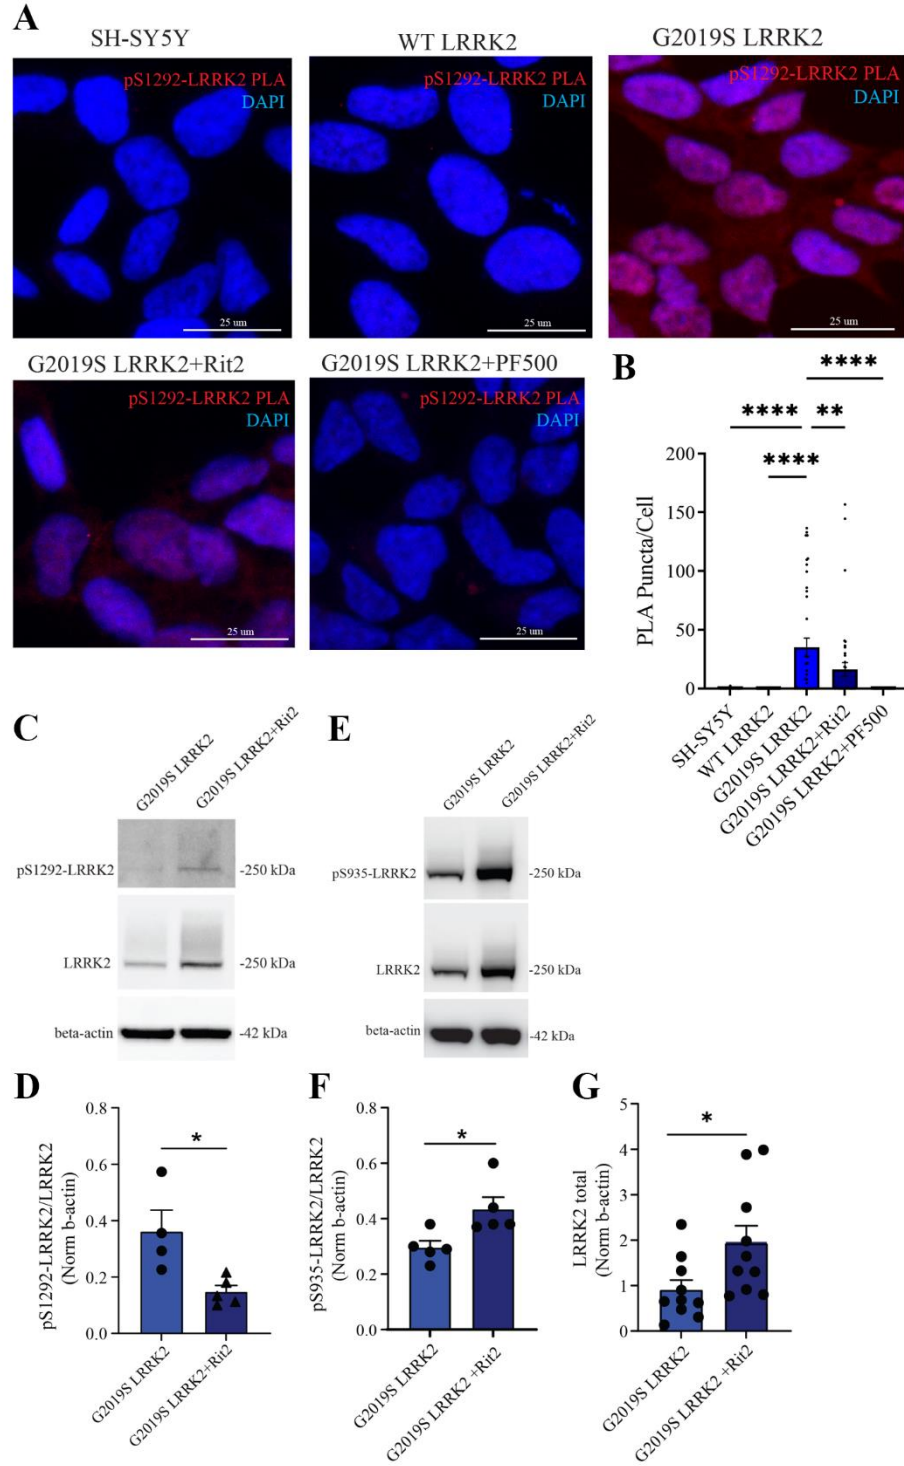 A
SH-SY5Y
WT LRRK2
G2019S LRRK2
pS1292-LRRK2 PLA
DAPI
25 um
pS1292-LRRK2 PLA
DAPI
25 um
pS1292-LRRK2 PLA
DAPI
25 um
G2019S LRRK2+Rit2
G2019S LRRK2+PF500
pS1292-LRRK2 PLA
DAPI
25 um
pS1292-LRRK2 PLA
DAPI
25 um
B
****
**** **
****
PLA Puncta/Cell
200
150
100
50
0
SH-SY5Y
WT LRRK2
G2019S LRRK2
G2019S LRRK2+Rit2
G2019S LRRK2+PF500
C
G2019S LRRK2
G2019S LRRK2+Rit2
pS1292-LRRK2
-250 kDa
LRRK2
-250 kDa
beta-actin
-42 kDa
E
G2019S LRRK2
G2019S LRRK2+Rit2
pS935-LRRK2
-250 kDa
LRRK2
-250 kDa
beta-actin
-42 kDa
D
pS1292-LRRK2/LRRK2
(Norm b-actin)
0.8
0.6
0.4
0.2
0.0
*
G2019S LRRK2
G2019S LRRK2+Rit2
F
pS935-LRRK2/LRRK2
(Norm b-actin)
0.8
0.6
0.4
0.2
0.0
*
G2019S LRRK2
G2019S LRRK2 +Rit2
G
LRRK2 total
(Norm b-actin)
5
4
3
2
1
0
*
G2019S LRRK2
G2019S LRRK2 +Rit2